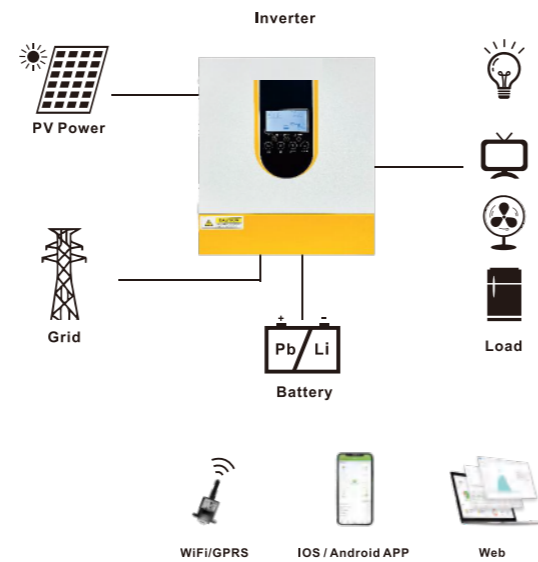 Inverter
PV Power
Grid
+ -
Pb/Li
Battery
Load
WiFi/GPRS
IOS / Android APP
Web